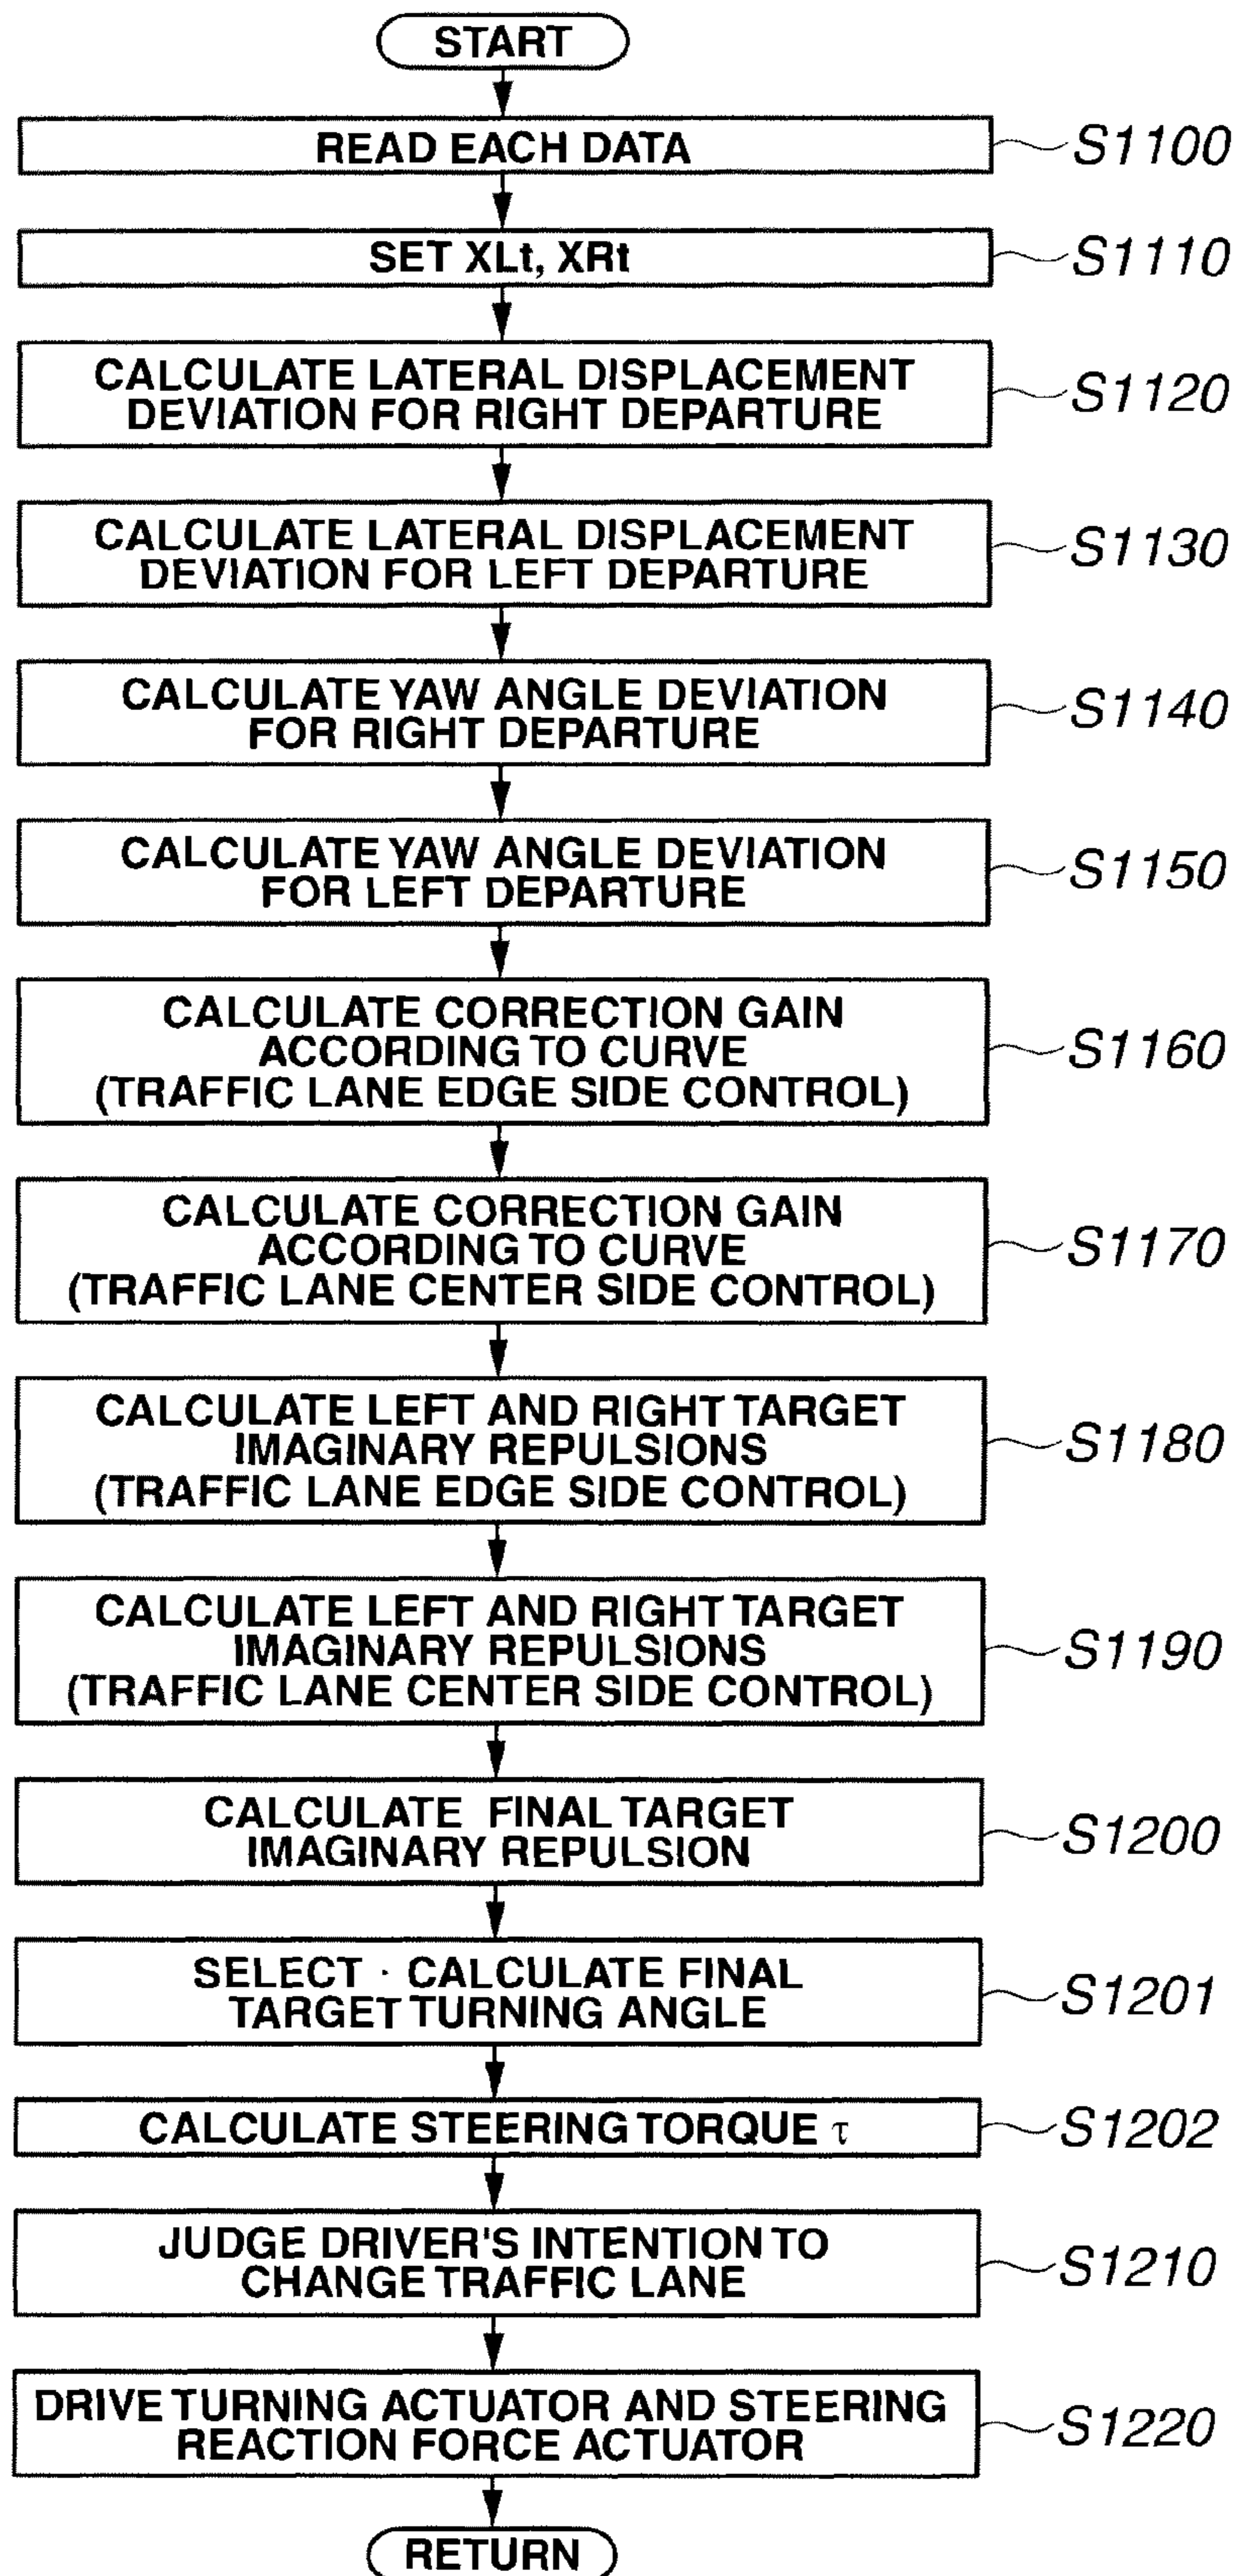 START
READ EACH DATA
S1100
SET XLt, XRt
S1110
CALCULATE LATERAL DISPLACEMENT
DEVIATION FOR RIGHT DEPARTURE
S1120
CALCULATE LATERAL DISPLACEMENT
DEVIATION FOR LEFT DEPARTURE
S1130
CALCULATE YAW ANGLE DEVIATION
FOR RIGHT DEPARTURE
S1140
CALCULATE YAW ANGLE DEVIATION
FOR LEFT DEPARTURE
S1150
CALCULATE CORRECTION GAIN
ACCORDING TO CURVE
(TRAFFIC LANE EDGE SIDE CONTROL)
S1160
CALCULATE CORRECTION GAIN
ACCORDING TO CURVE
(TRAFFIC LANE CENTER SIDE CONTROL)
S1170
CALCULATE LEFT AND RIGHT TARGET
IMAGINARY REPULSIONS
(TRAFFIC LANE EDGE SIDE CONTROL)
S1180
CALCULATE LEFT AND RIGHT TARGET
IMAGINARY REPULSIONS
(TRAFFIC LANE CENTER SIDE CONTROL)
S1190
CALCULATE FINAL TARGET
IMAGINARY REPULSION
S1200
SELECT · CALCULATE FINAL
TARGET TURNING ANGLE
S1201
CALCULATE STEERING TORQUE τ
S1202
JUDGE DRIVER'S INTENTION TO
CHANGE TRAFFIC LANE
S1210
DRIVE TURNING ACTUATOR AND STEERING
REACTION FORCE ACTUATOR
S1220
RETURN